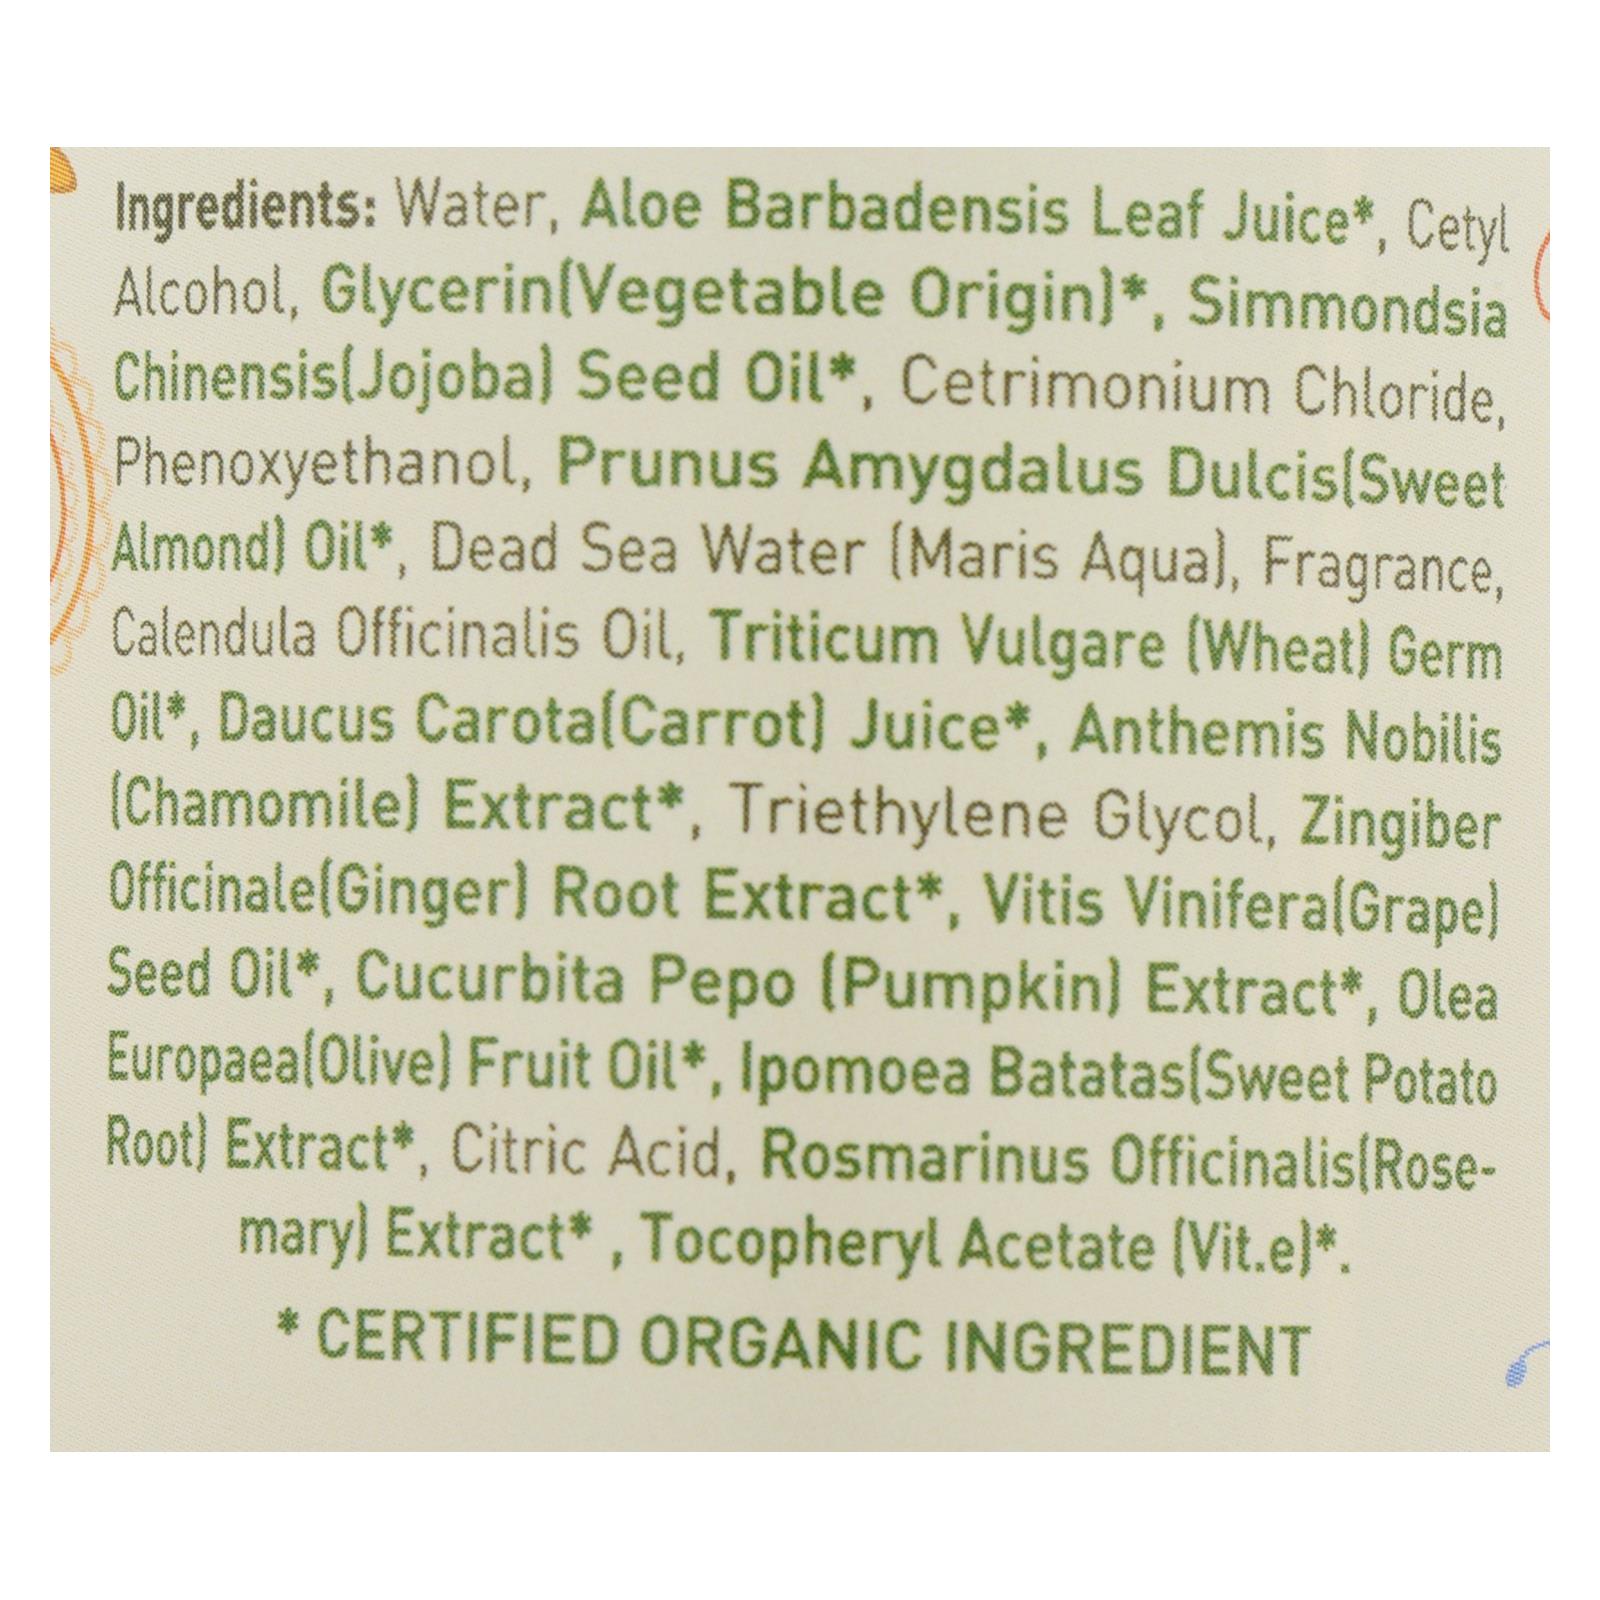 Ingredients: Water, Aloe Barbadensis Leaf Juice*, Cetyl
Alcohol, Glycerin(Vegetable Origin)*, Simmondsia
Chinensis(Jojoba) Seed Oil*, Cetrimonium Chloride,
Phenoxyethanol, Prunus Amygdalus Dulcis(Sweet
Almond) Oil*, Dead Sea Water (Maris Aqua), Fragrance,
Calendula Officinalis Oil, Triticum Vulgare (Wheat) Germ
Oil*, Daucus Carota(Carrot) Juice*, Anthemis Nobilis
(Chamomile) Extract*, Triethylene Glycol, Zingiber
Officinale(Ginger) Root Extract*, Vitis Vinifera(Grape)
Seed Oil*, Cucurbita Pepo (Pumpkin) Extract*, Olea
Europaea(Olive) Fruit Oil*, Ipomoea Batatas(Sweet Potato
Root) Extract*, Citric Acid, Rosmarinus Officinalis(Rose-
mary) Extract* , Tocopheryl Acetate (Vit.e)*.
* CERTIFIED ORGANIC INGREDIENT